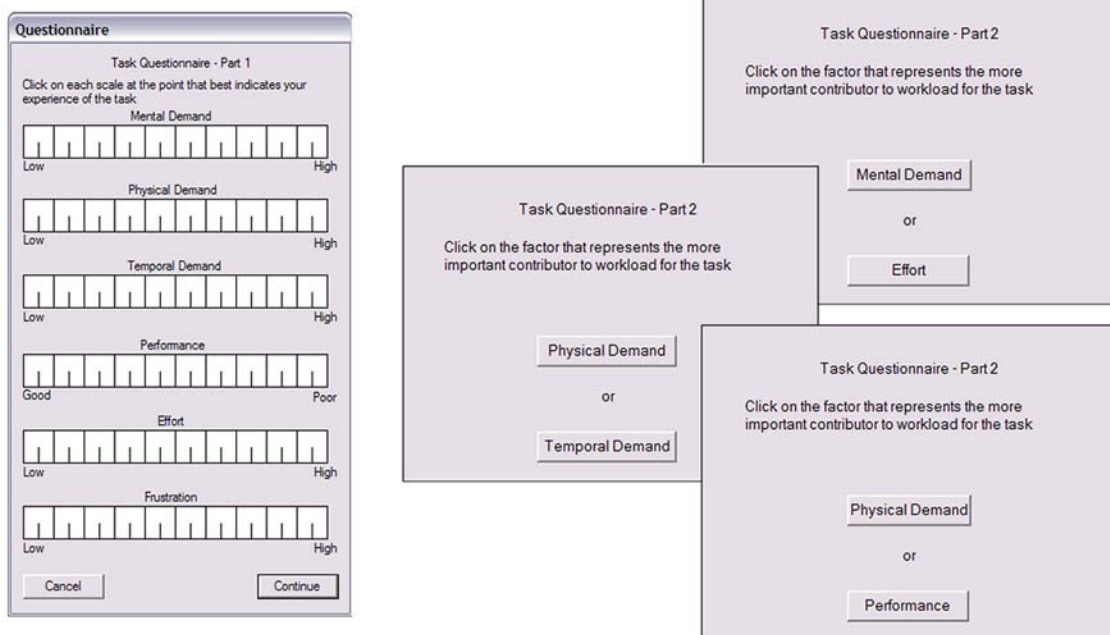 Questionnaire
Task Questionnaire - Part 1
Click on each scale at the point that best indicates your
experience of the task
Mental Demand
Low High
Physical Demand
Low High
Temporal Demand
Low High
Performance
Good Poor
Effort
Low High
Frustration
Low High
Cancel Continue
Task Questionnaire - Part 2
Click on the factor that represents the more
important contributor to workload for the task
Physical Demand
or
Temporal Demand
Task Questionnaire - Part 2
Click on the factor that represents the more
important contributor to workload for the task
Mental Demand
or
Effort
Task Questionnaire - Part 2
Click on the factor that represents the more
important contributor to workload for the task
Physical Demand
or
Performance